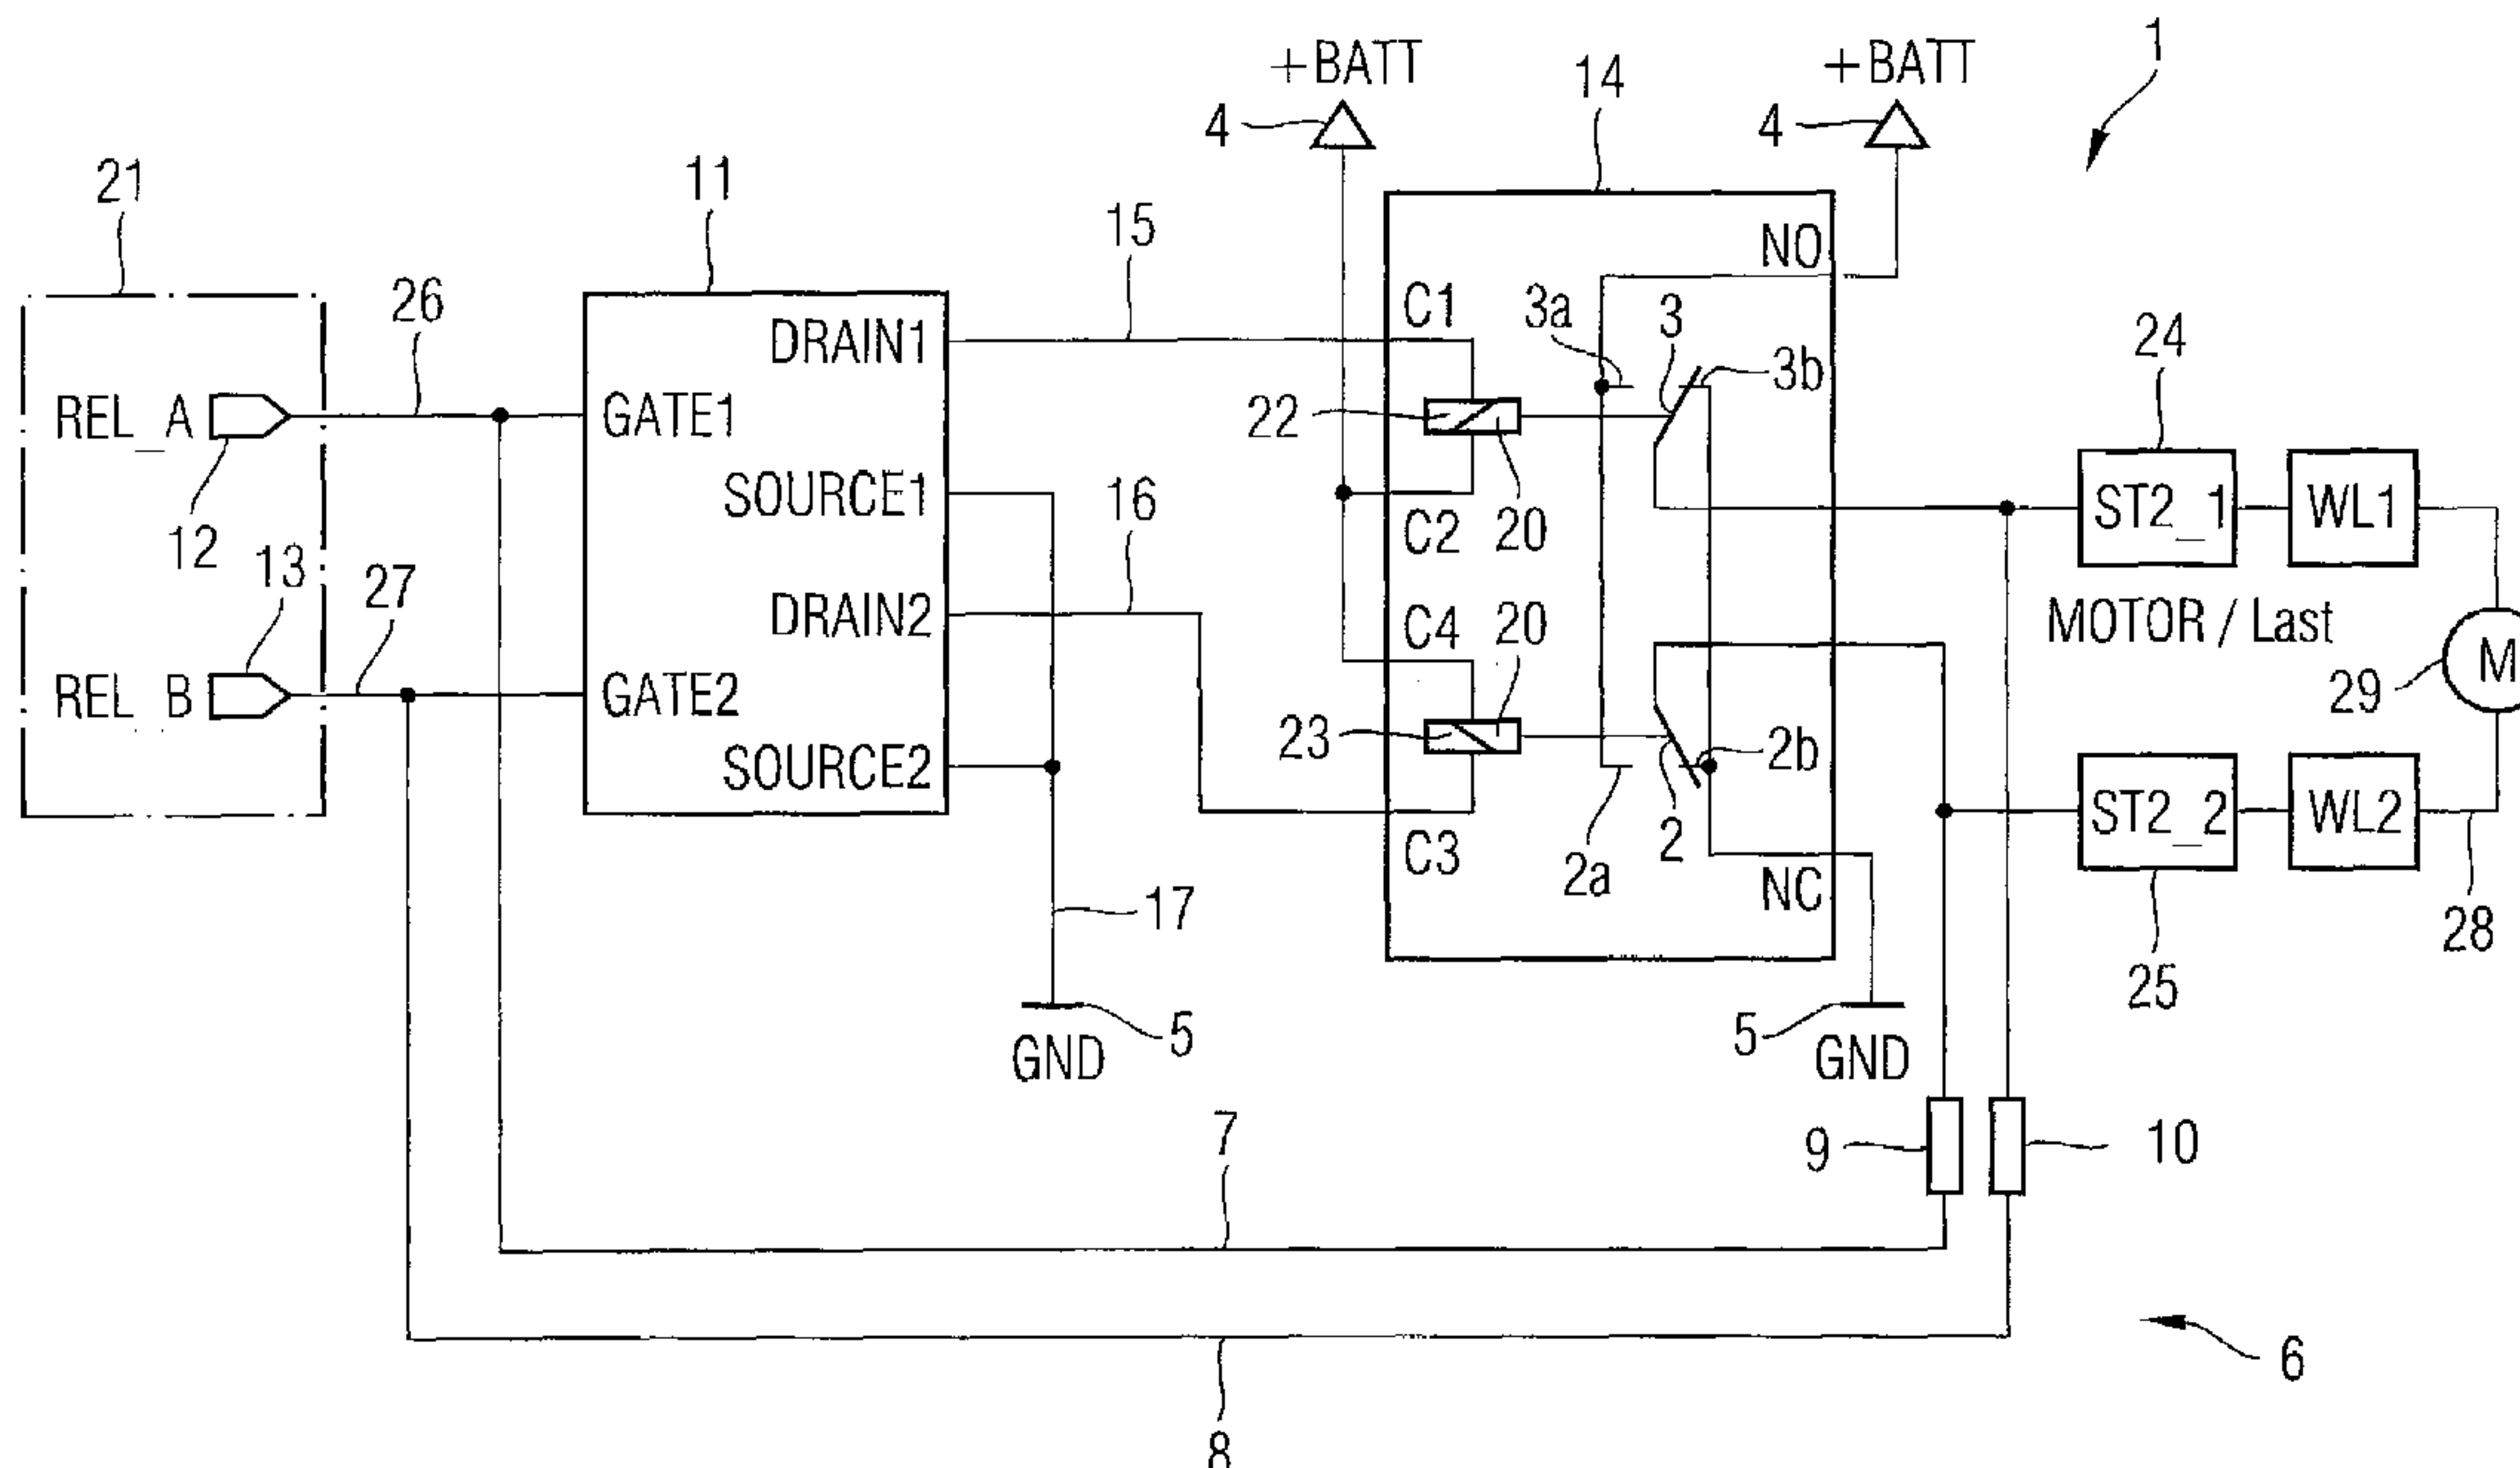 1
+BATT
+BATT
14
4
4
21
11
15
NO
26
C1
3a
3
DRAIN1
3b
24
REL_A
GATE1
22
SOURCE1
16
ST2_1
WL1
12
C2
20
13
27
DRAIN2
C4
20
MOTOR / Last
REL_B
GATE2
M
29
23
2b
SOURCE2
ST2_2
WL2
C3
2a
2
17
NC
28
25
5
5
GND
GND
7
9
10
6
8